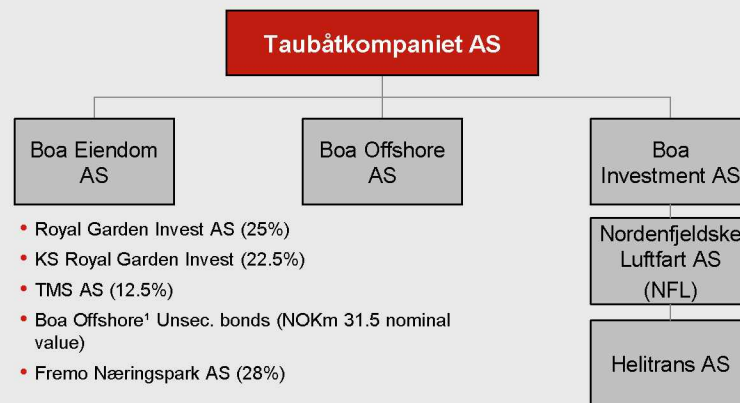 Taubåtkompaniet AS
Boa Eiendom
AS
Boa Offshore
AS
Boa
Investment AS
• Royal Garden Invest AS (25%)
• KS Royal Garden Invest (22.5%)
• TMS AS (12.5%)
• Boa Offshore¹ Unsec. bonds (NOKm 31.5 nominal
value)
• Fremo Næringspark AS (28%)
Nordenfjeldske
Luftfart AS
(NFL)
Helitrans AS